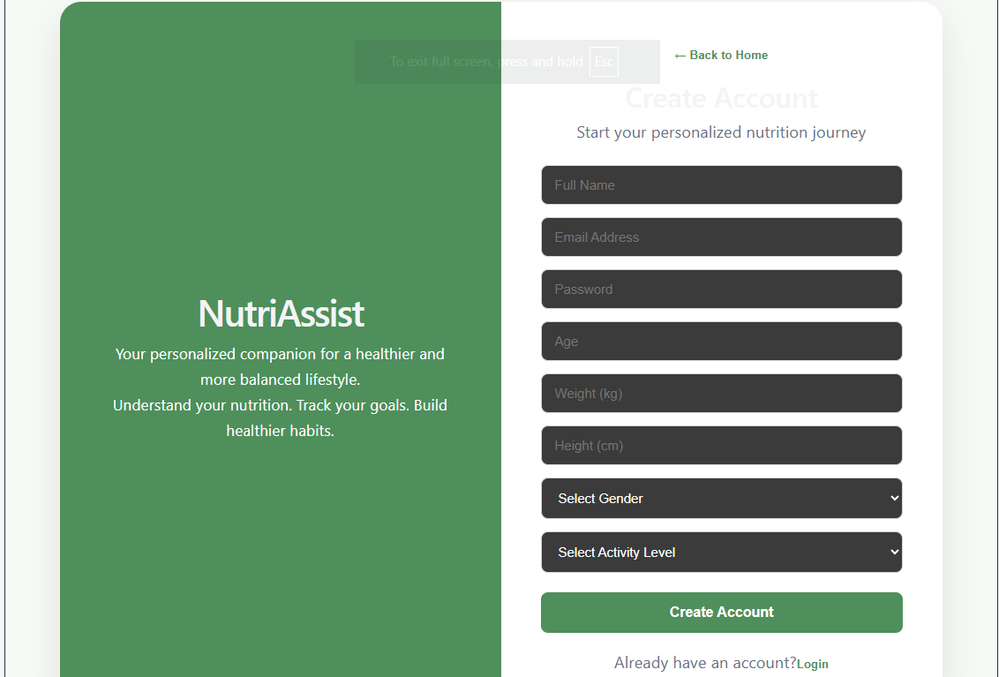 To exit full screen, press and hold Esc
← Back to Home
Create Account
Start your personalized nutrition journey
Full Name
Email Address
Password
Age
Weight (kg)
Height (cm)
Select Gender
Select Activity Level
Create Account
Already have an account?Login
NutriAssist
Your personalized companion for a healthier and
more balanced lifestyle.
Understand your nutrition. Track your goals. Build
healthier habits.